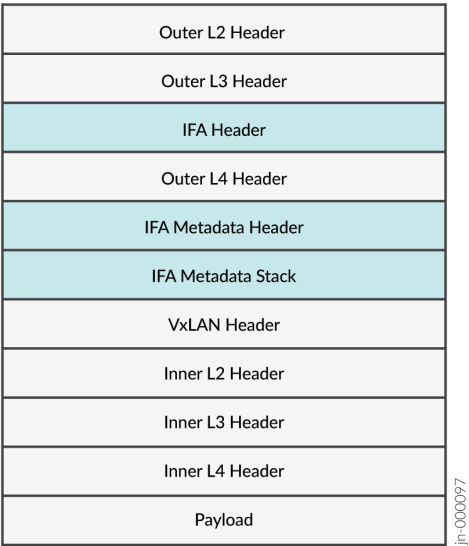 Outer L2 Header
Outer L3 Header
IFA Header
Outer L4 Header
IFA Metadata Header
IFA Metadata Stack
VxLAN Header
Inner L2 Header
Inner L3 Header
Inner L4 Header
Payload
jn-000097